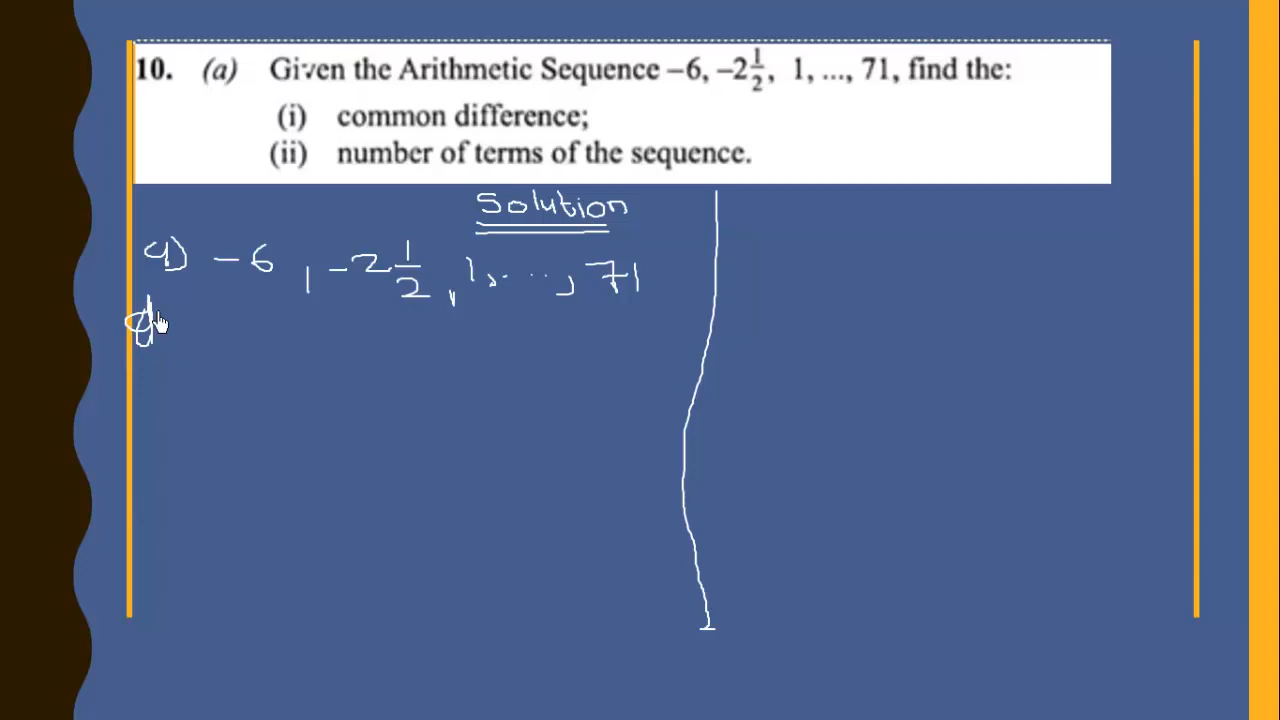 10. (a) Given the Arithmetic Sequence −6, −2½, 1, ..., 71, find the:
(i) common difference;
(ii) number of terms of the sequence.
Solution
a) −6, −2½, 1, ..., 71